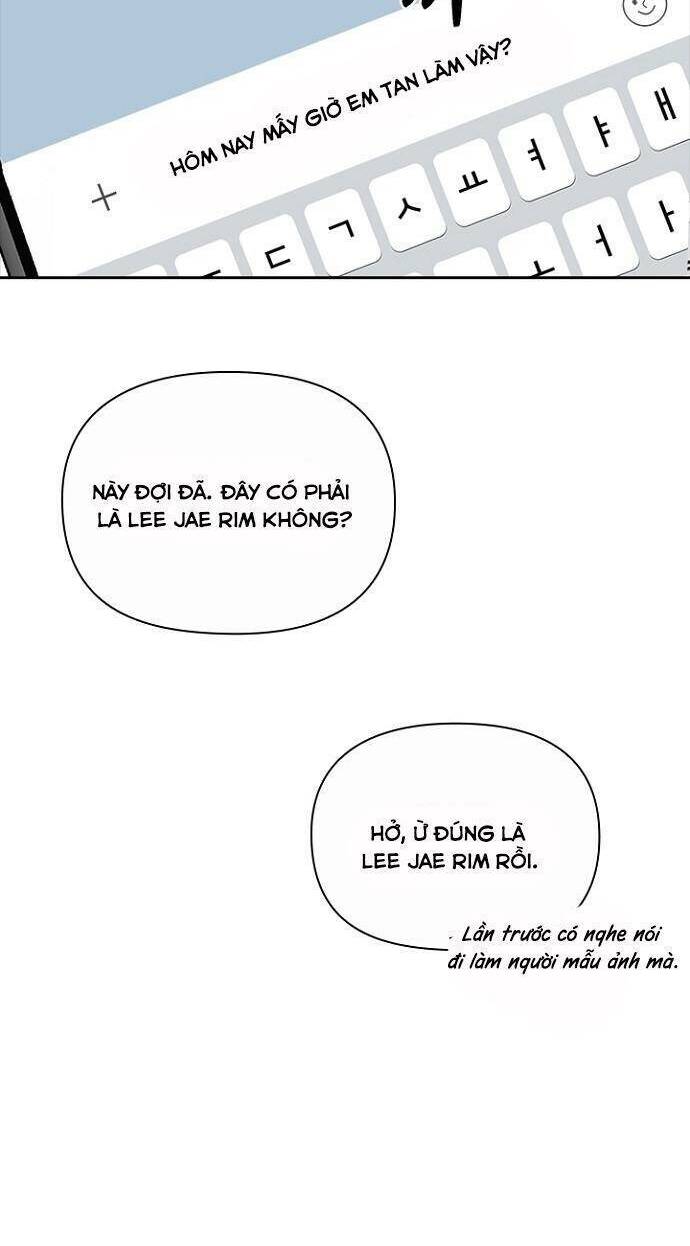 HÔM NAY MẤY GIỜ EM TAN LÀM VẬY?
+
ㄷ ㄱ ㅅ ㅛ ㅕ ㅑ ㅐ
ㅗ ㅓ ㅏ
NÀY ĐỢI ĐÃ. ĐÂY CÓ PHẢI
LÀ LEE JAE RIM KHÔNG?
HỞ, Ừ ĐÚNG LÀ
LEE JAE RIM RỒI.
Lần trước có nghe nói
đi làm người mẫu ảnh mà.